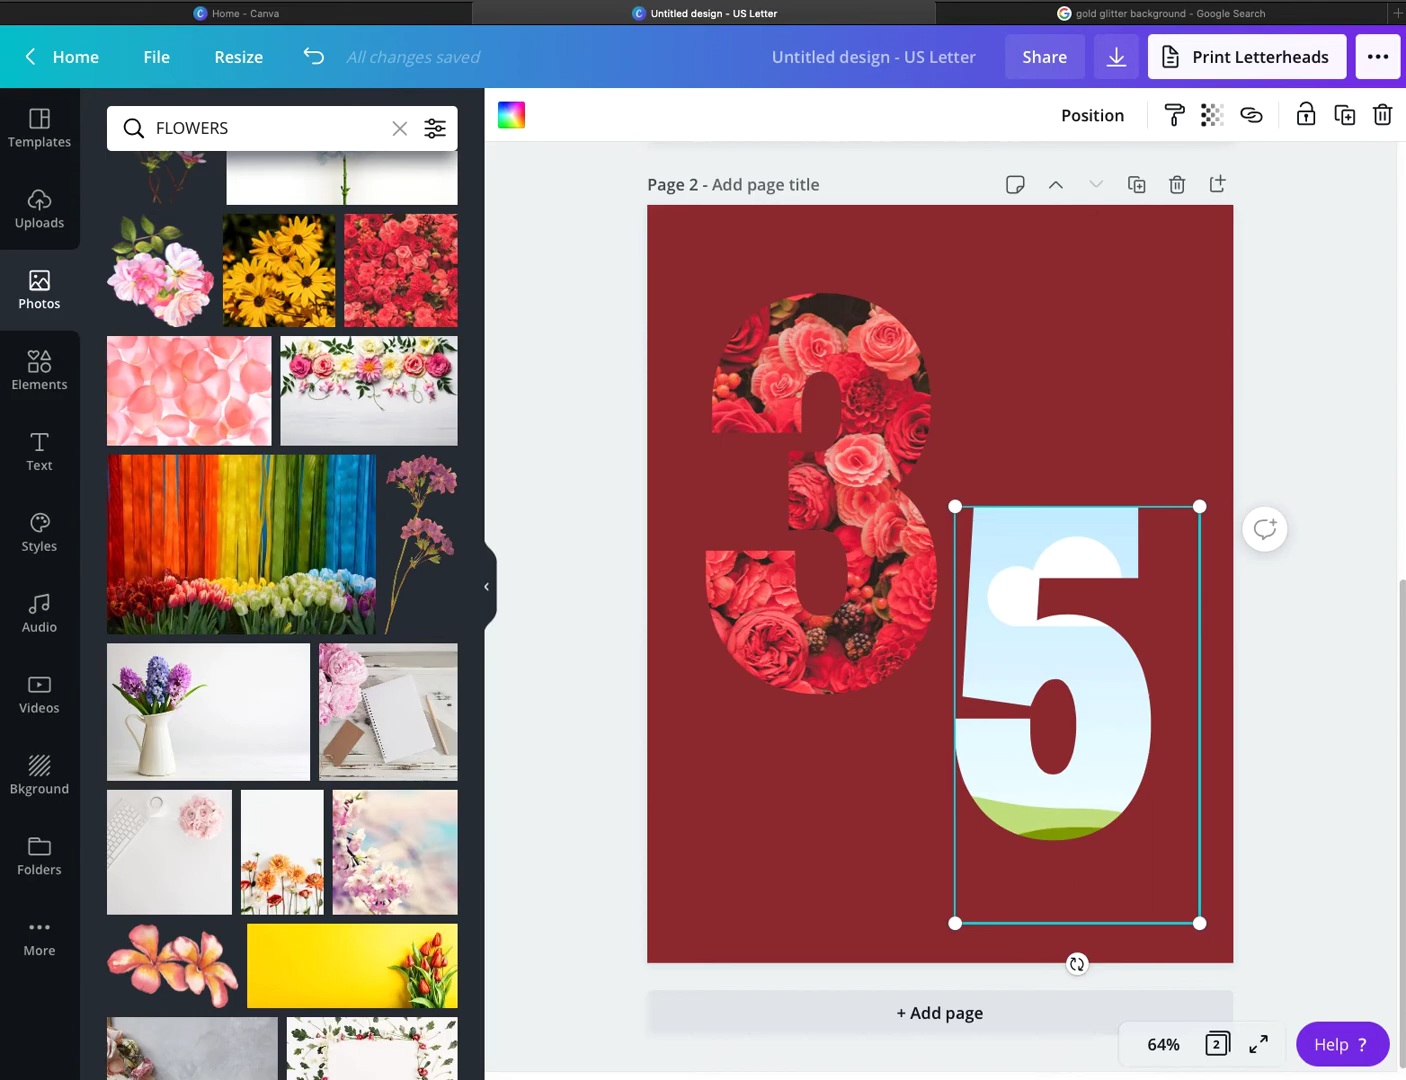 Home - Canva
Untitled design - US Letter
gold glitter background - Google Search
Home
File
Resize
All changes saved
Untitled design - US Letter
Share
Print Letterheads
Templates
Uploads
Photos
Elements
Text
Styles
Audio
Videos
Bkground
Folders
More
FLOWERS
Position
Page 2 - Add page title
3
5
+ Add page
64%
2
Help ?